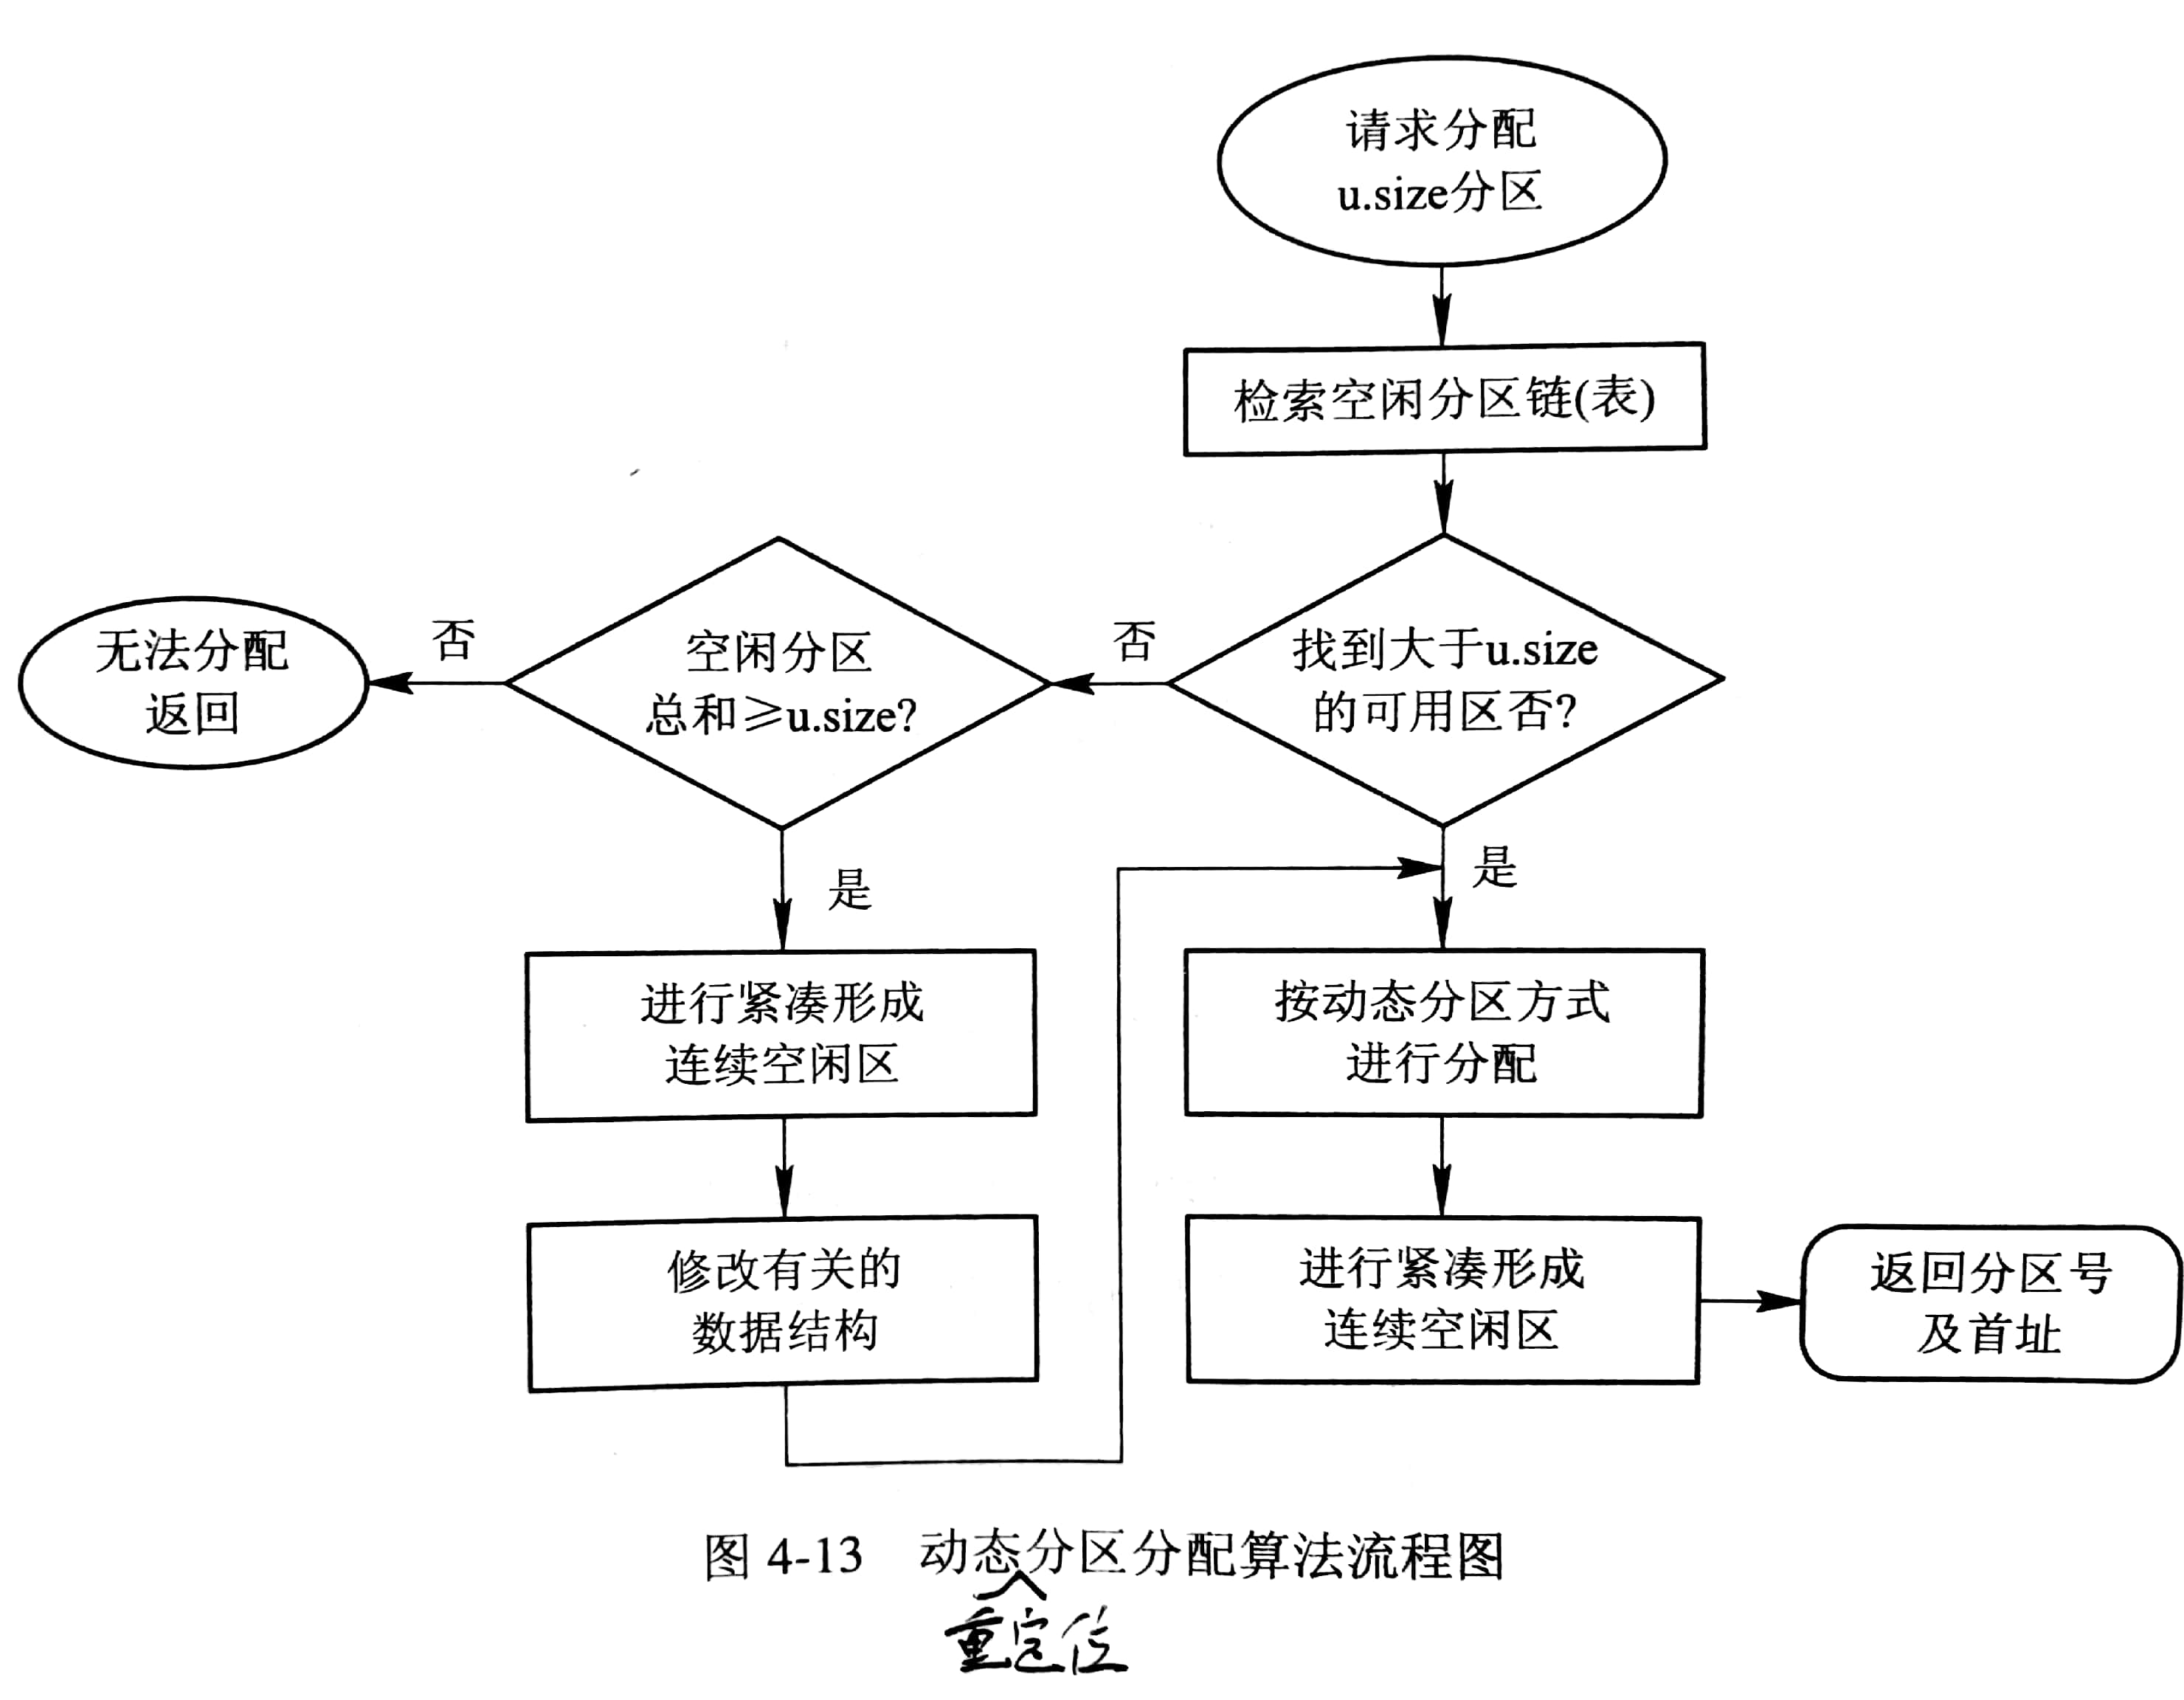 请求分配
u.size分区
检索空闲分区链(表)
找到大于u.size
的可用区否?
否
空闲分区
总和≥u.size?
否
无法分配
返回
是
进行紧凑形成
连续空闲区
修改有关的
数据结构
是
按动态分区方式
进行分配
进行紧凑形成
连续空闲区
返回分区号
及首址
图 4-13 动态分区分配算法流程图
重定位